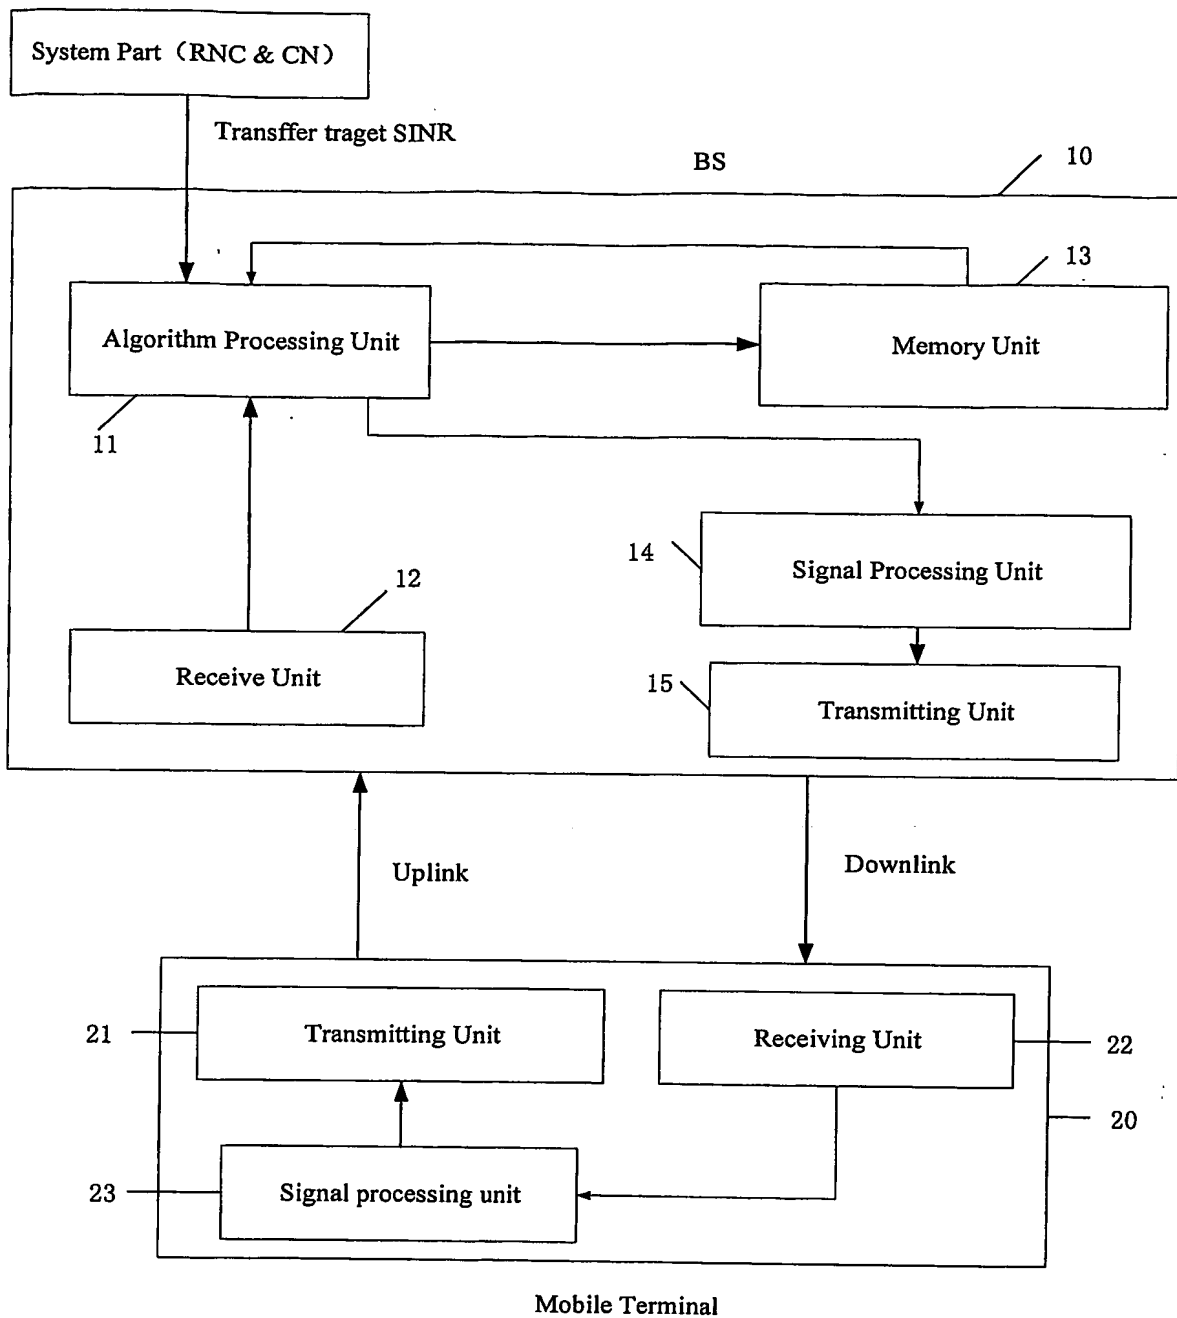 System Part（RNC & CN）
Transffer traget SINR
BS
10
13
Algorithm Processing Unit
Memory Unit
11
14
Signal Processing Unit
12
Receive Unit
15
Transmitting Unit
Uplink
Downlink
21
Transmitting Unit
Receiving Unit
22
20
23
Signal processing unit
Mobile Terminal